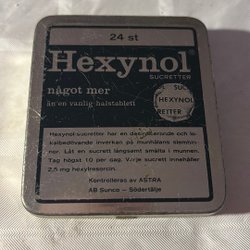 24 st
Hexynol®
SUCRETTER
något mer
än en vanlig halstablett
HEXYNOL
RETTER
Hexynol-sucretter har en desinficerande och lo-
kalbedövande inverkan på munhålans slemhin-
nor. Låt en sucrett långsamt smälta i munnen.
Tag högst 10 per dag. Varje sucrett innehåller
2,5 mg hexylresorcin.
Kontrolleras av ASTRA
AB Sunco – Södertälje